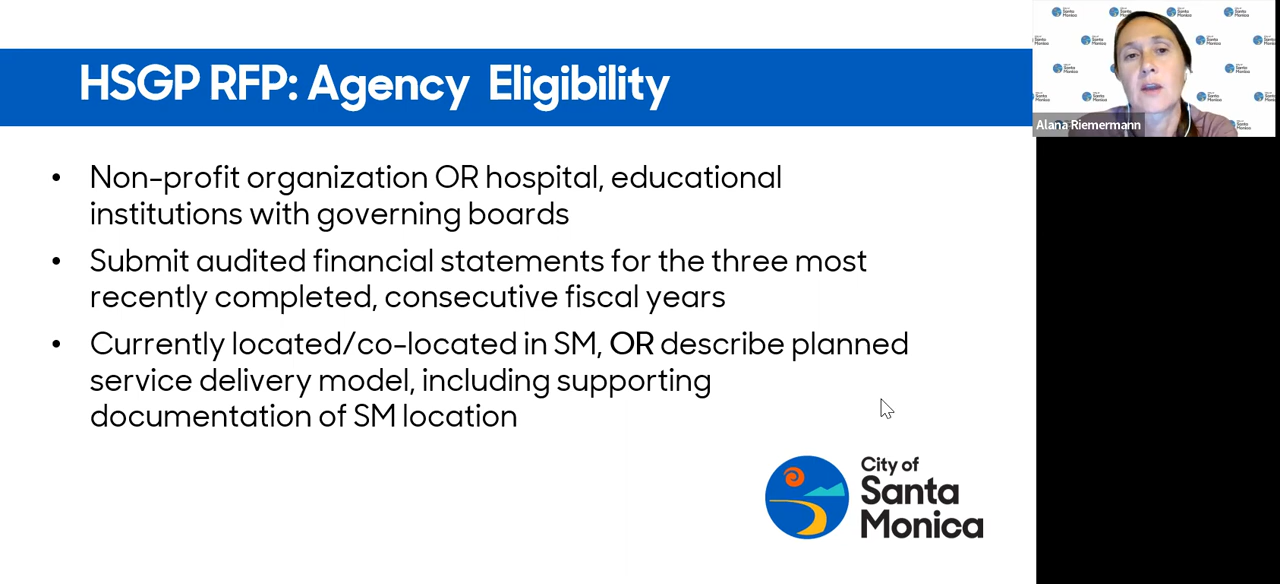 HSGP RFP: Agency Eligibility
• Non-profit organization OR hospital, educational
institutions with governing boards
• Submit audited financial statements for the three most
recently completed, consecutive fiscal years
• Currently located/co-located in SM, OR describe planned
service delivery model, including supporting
documentation of SM location
City of
Santa
Monica
Santa
Monica
Alana Riemermann